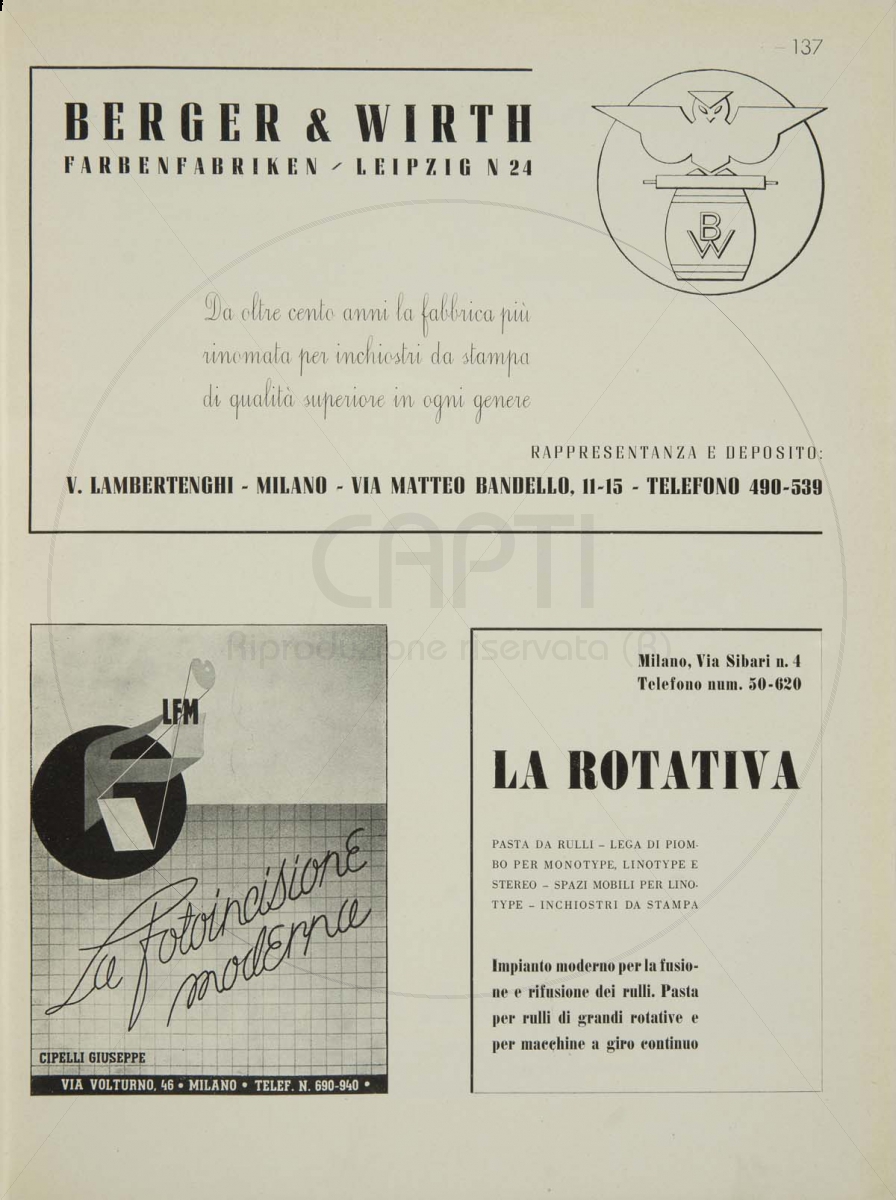 137
BERGER & WIRTH
FARBENFABRIKEN / LEIPZIG N 24
BW
Da oltre cento anni la fabbrica più
rinomata per inchiostri da stampa
di qualità superiore in ogni genere
RAPPRESENTANZA E DEPOSITO:
V. LAMBERTENGHI - MILANO - VIA MATTEO BANDELLO, 11-15 - TELEFONO 490-539
CAPTI
Riproduzione riservata (B)
LFM
La fotoincisione
moderna
CIPELLI GIUSEPPE
VIA VOLTURNO, 46 • MILANO • TELEF. N. 690-940 •
Milano, Via Sibari n. 4
Telefono num. 50-620
LA ROTATIVA
PASTA DA RULLI – LEGA DI PIOM-
BO PER MONOTYPE, LINOTYPE E
STEREO – SPAZI MOBILI PER LINO-
TYPE – INCHIOSTRI DA STAMPA
Impianto moderno per la fusio-
ne e rifusione dei rulli. Pasta
per rulli di grandi rotative e
per macchine a giro continuo